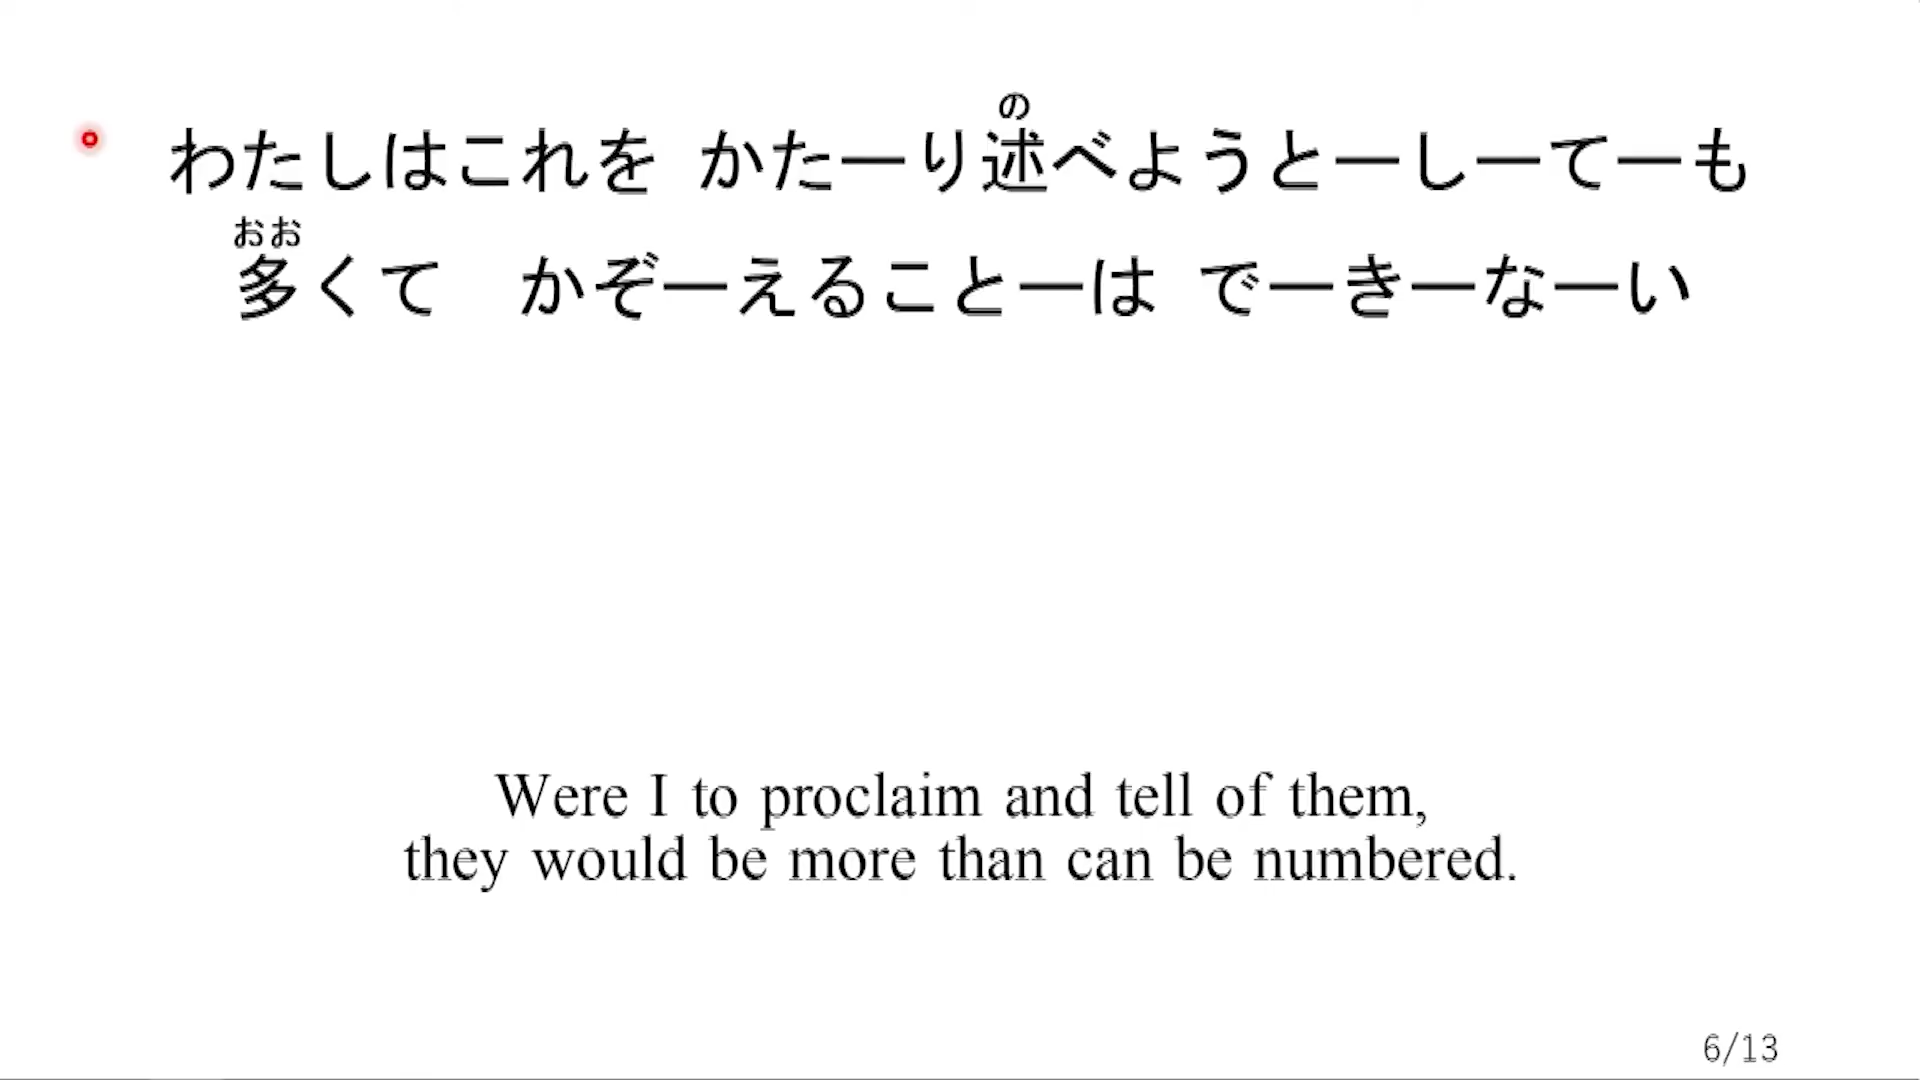 の
わたしはこれを かたーり述べようとーしーてーも
おお
多くて　かぞーえることーは でーきーなーい
Were I to proclaim and tell of them,
they would be more than can be numbered.
6/13